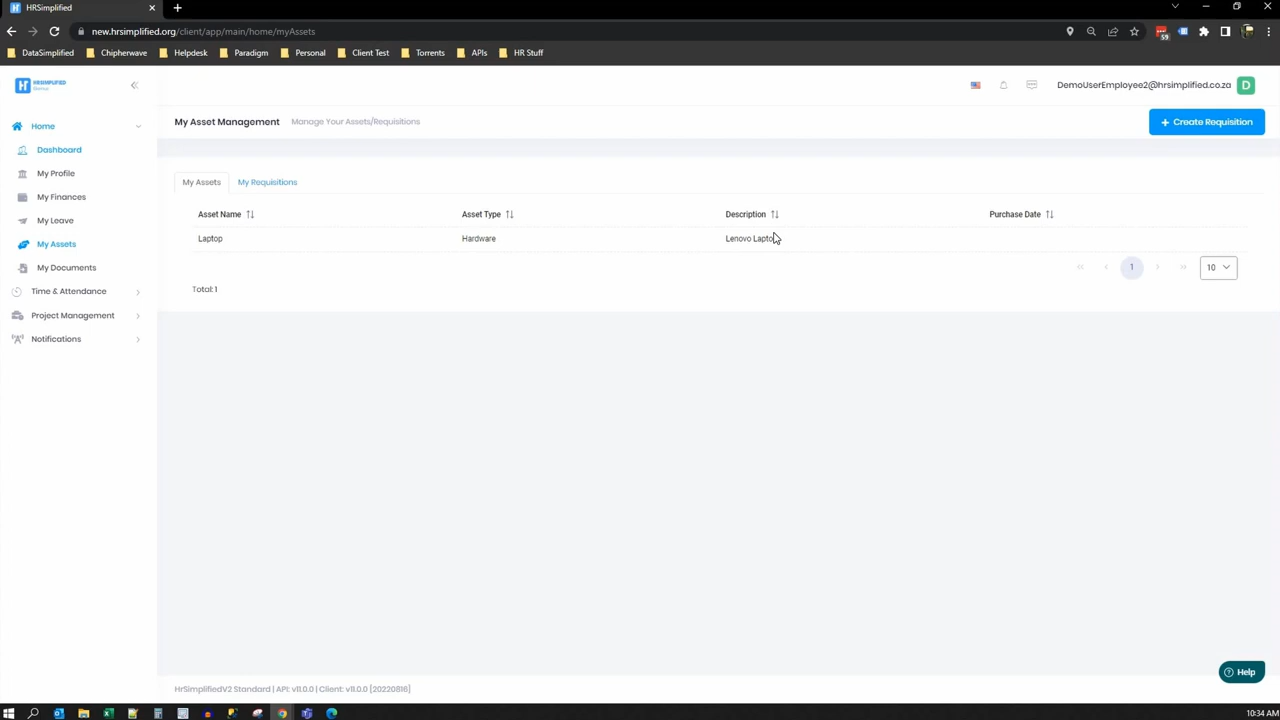 HRSimplified
new.hrsimplified.org/client/app/main/home/myAssets
59
DataSimplified Chipherwave Helpdesk Paradigm Personal Client Test Torrents APIs HR Stuff
HRSIMPLIFIED
DemoUserEmployee2@hrsimplified.co.za D
Home
My Asset Management Manage Your Assets/Requisitions
+ Create Requisition
Dashboard
My Profile
My Finances
My Leave
My Assets
My Documents
Time & Attendance
Project Management
Notifications
My Assets My Requisitions
Asset Name Asset Type Description Purchase Date
Laptop Hardware Lenovo Laptop
1 10
Total: 1
Help
HrSimplifiedV2 Standard | API: v11.0.0 | Client: v11.0.0 [20220816]
10:34 AM